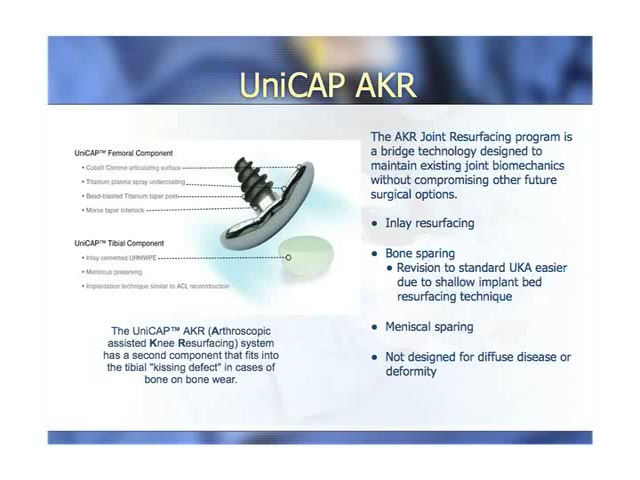 UniCAP AKR
UniCAP™ Femoral Component
• Cobalt Chrome articulating surface
• Titanium plasma spray undercoating
• Bead-blasted Titanium taper post
• Morse taper interlock
UniCAP™ Tibial Component
• Inlay cemented UHMWPE
• Meniscus preserving
• Implantation technique similar to ACL reconstruction
The UniCAP™ AKR (Arthroscopic
assisted Knee Resurfacing) system
has a second component that fits into
the tibial "kissing defect" in cases of
bone on bone wear.
The AKR Joint Resurfacing program is
a bridge technology designed to
maintain existing joint biomechanics
without compromising other future
surgical options.
• Inlay resurfacing
• Bone sparing
• Revision to standard UKA easier
due to shallow implant bed
resurfacing technique
• Meniscal sparing
• Not designed for diffuse disease or
deformity